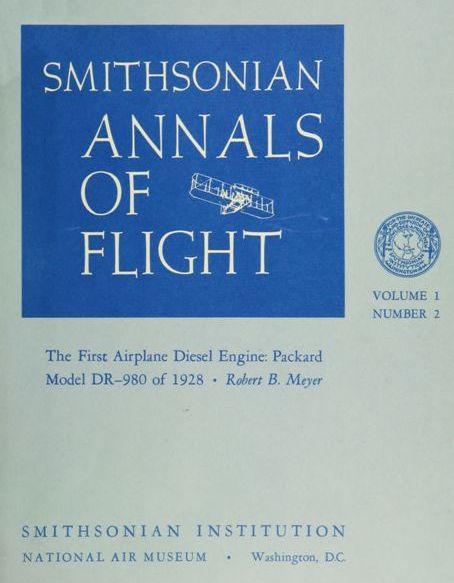 SMITHSONIAN
ANNALS
OF
FLIGHT
VOLUME 1
NUMBER 2
The First Airplane Diesel Engine: Packard
Model DR–980 of 1928 • Robert B. Meyer
SMITHSONIAN INSTITUTION
NATIONAL AIR MUSEUM • Washington, D.C.